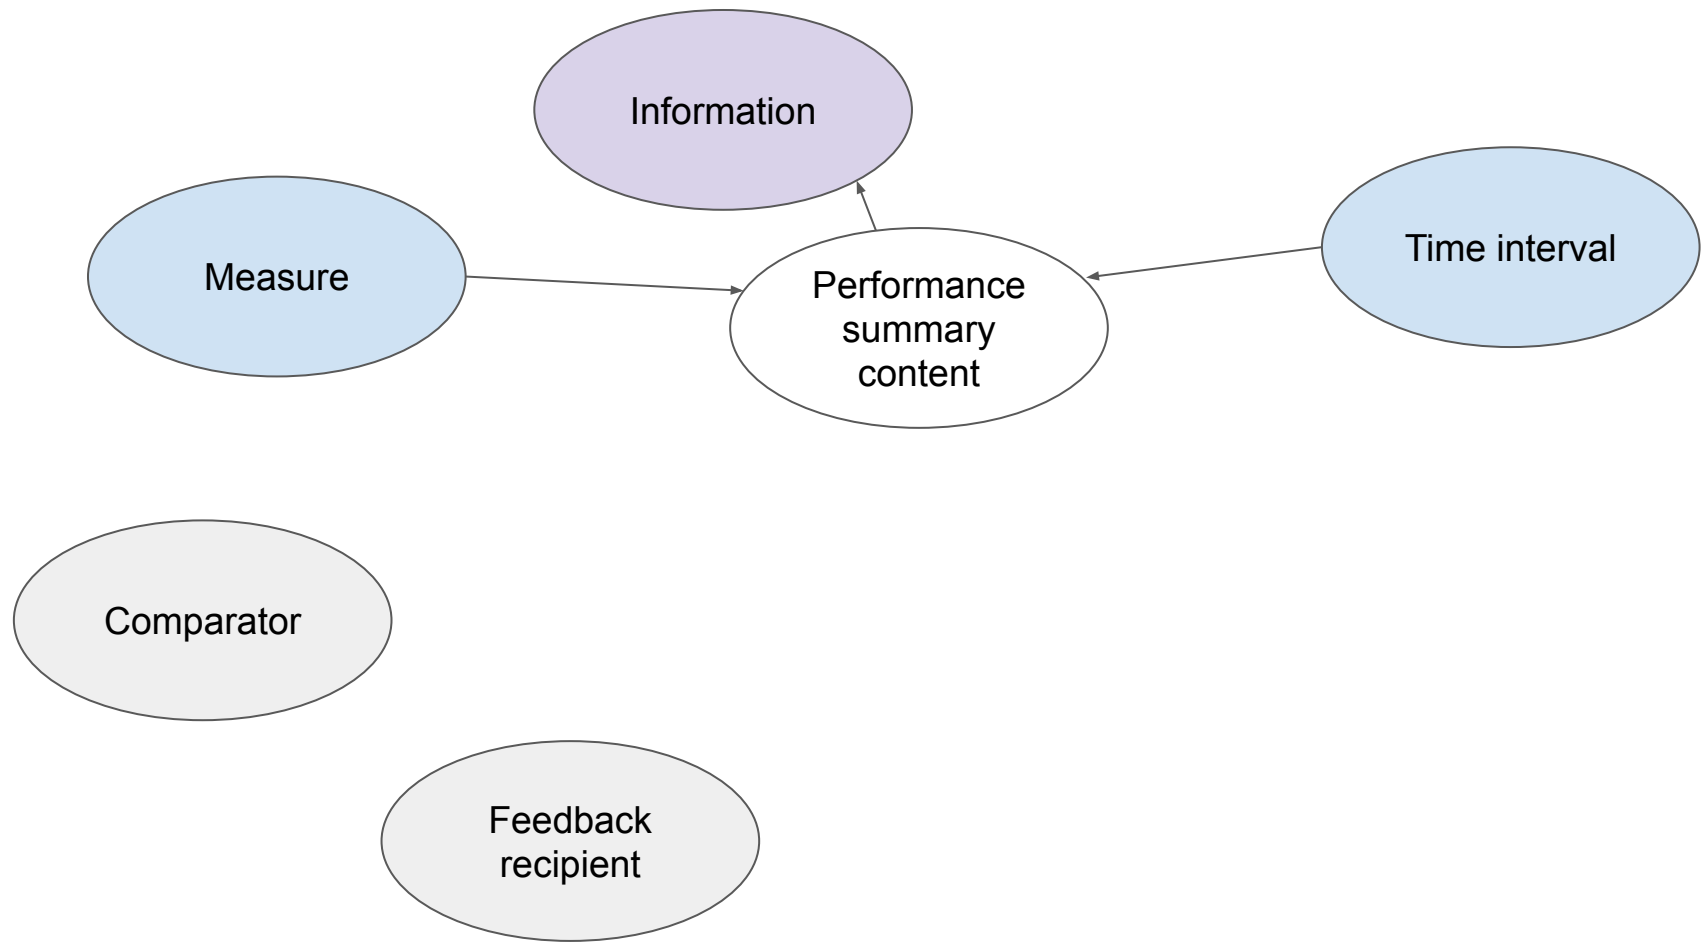 Information
Measure
Time interval
Performance
summary
content
Comparator
Feedback
recipient